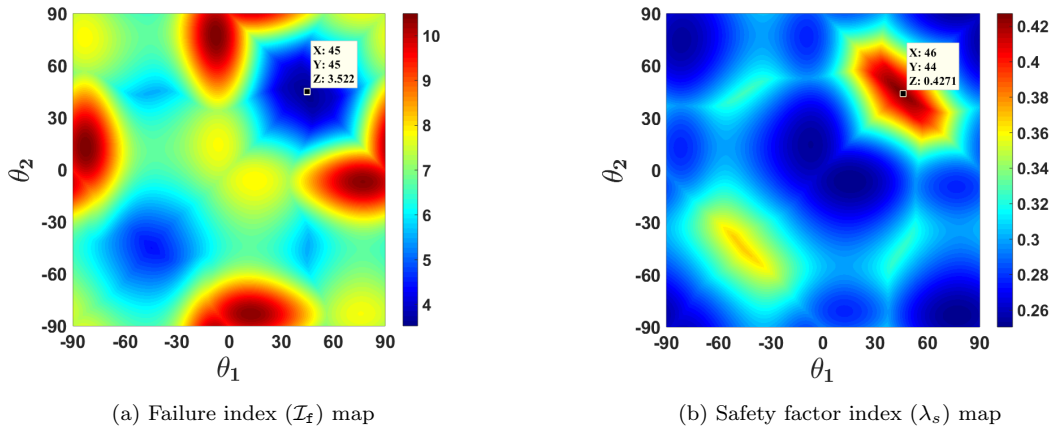 90
60
30
0
-30
-60
-90
θ2
-90 -60 -30 0 30 60 90
θ1
X: 45
Y: 45
Z: 3.522
10
9
8
7
6
5
4
(a) Failure index (If) map
90
60
30
0
-30
-60
-90
θ2
-90 -60 -30 0 30 60 90
θ1
X: 46
Y: 44
Z: 0.4271
0.42
0.4
0.38
0.36
0.34
0.32
0.3
0.28
0.26
(b) Safety factor index (λs) map